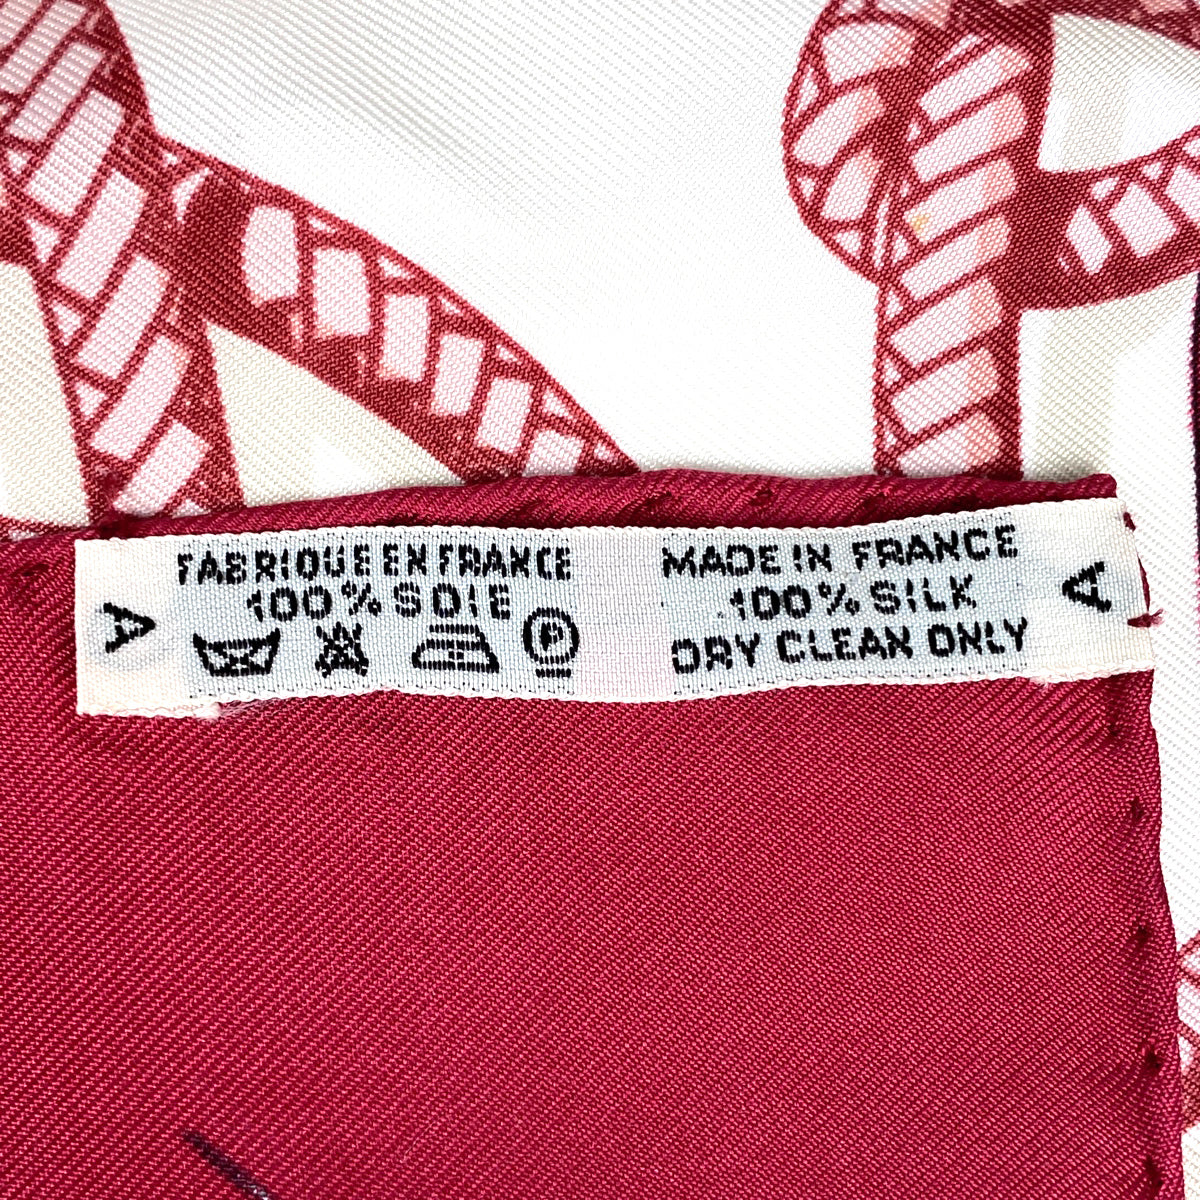 FABRIQUE EN FRANCE
100% SOIE
P
MADE IN FRANCE
100% SILK
DRY CLEAN ONLY
A
A